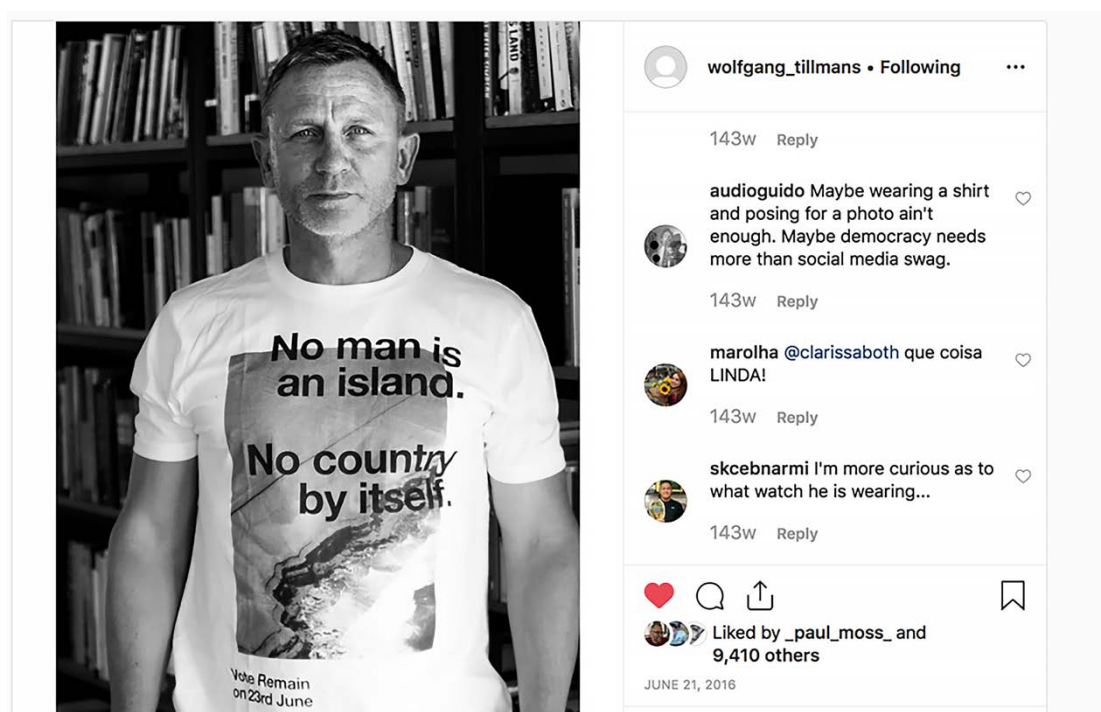 wolfgang_tillmans • Following
143w Reply
audioguido Maybe wearing a shirt
and posing for a photo ain't
enough. Maybe democracy needs
more than social media swag.
143w Reply
marolha @clarissaboth que coisa
LINDA!
143w Reply
skcebnarmi I'm more curious as to
what watch he is wearing...
143w Reply
Liked by _paul_moss_ and
9,410 others
JUNE 21, 2016
No man is
an island.
No country
by itself.
Vote Remain
on 23rd June